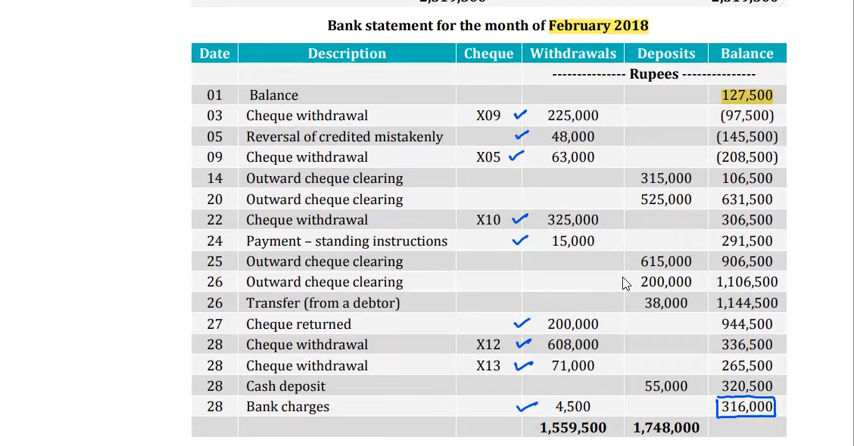 2,319,500 2,319,500
Bank statement for the month of February 2018
Date Description Cheque Withdrawals Deposits Balance
--------------- Rupees ---------------
01 Balance 127,500
03 Cheque withdrawal X09 225,000 (97,500)
05 Reversal of credited mistakenly 48,000 (145,500)
09 Cheque withdrawal X05 63,000 (208,500)
14 Outward cheque clearing 315,000 106,500
20 Outward cheque clearing 525,000 631,500
22 Cheque withdrawal X10 325,000 306,500
24 Payment – standing instructions 15,000 291,500
25 Outward cheque clearing 615,000 906,500
26 Outward cheque clearing 200,000 1,106,500
26 Transfer (from a debtor) 38,000 1,144,500
27 Cheque returned 200,000 944,500
28 Cheque withdrawal X12 608,000 336,500
28 Cheque withdrawal X13 71,000 265,500
28 Cash deposit 55,000 320,500
28 Bank charges 4,500 316,000
1,559,500 1,748,000